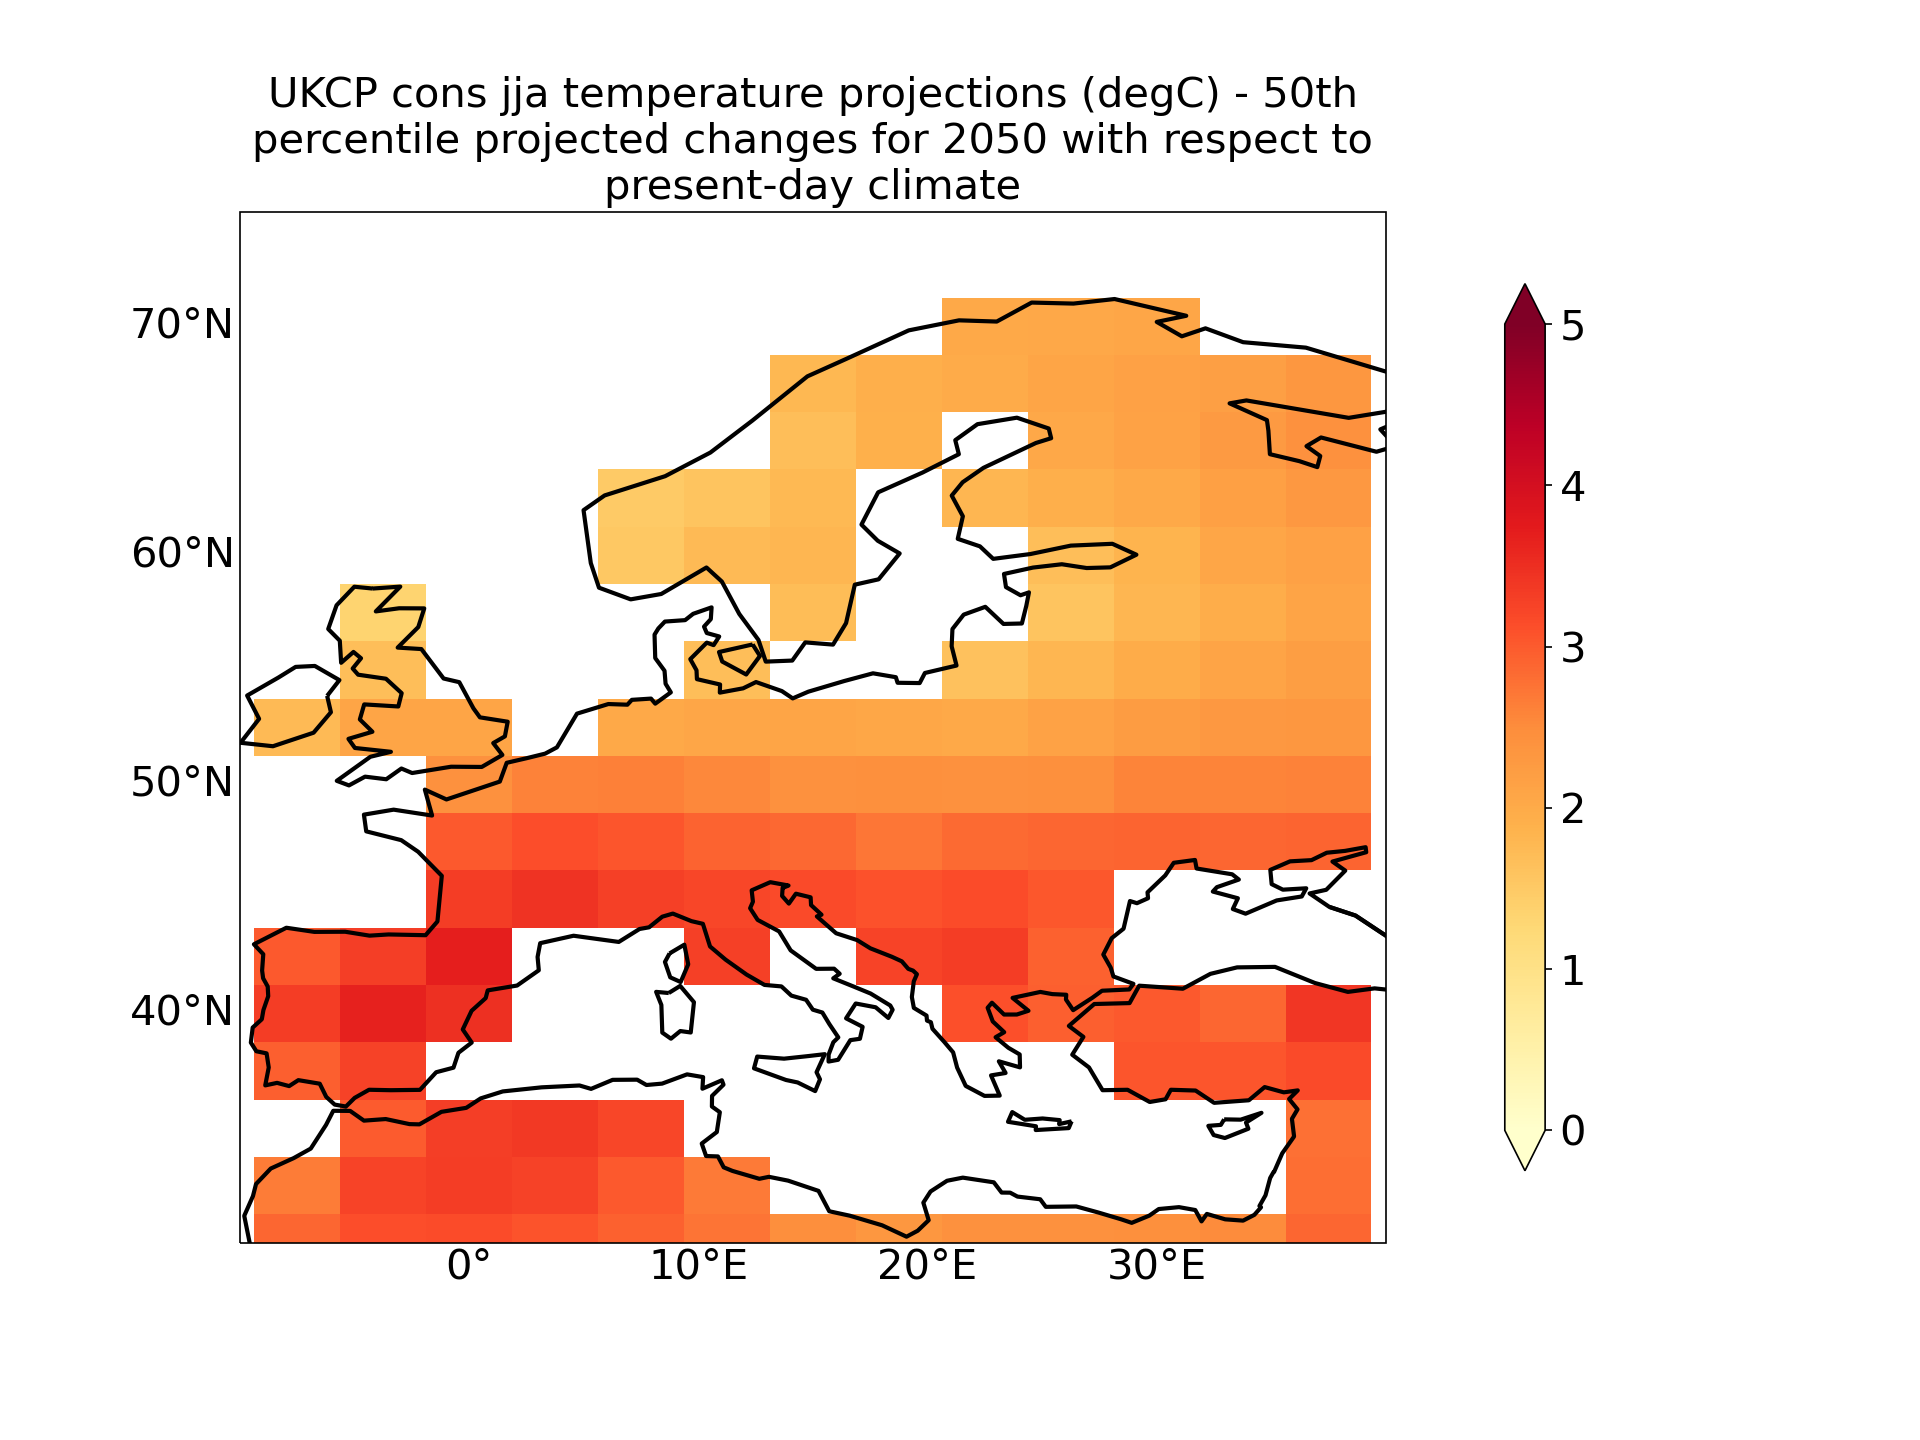 UKCP cons jja temperature projections (degC) - 50th
percentile projected changes for 2050 with respect to
present-day climate
70°N
60°N
50°N
40°N
0°
10°E
20°E
30°E
5
4
3
2
1
0